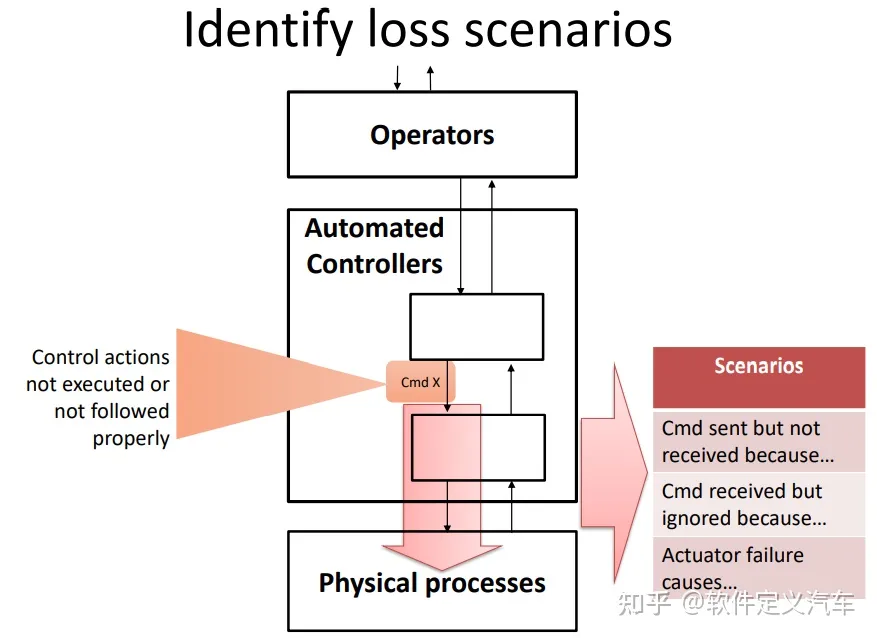 Identify loss scenarios
Operators
Automated
Controllers
Control actions
not executed or
not followed
properly
Cmd X
Scenarios
Cmd sent but not
received because…
Cmd received but
ignored because…
Actuator failure
causes…
Physical processes
知乎 @软件定义汽车